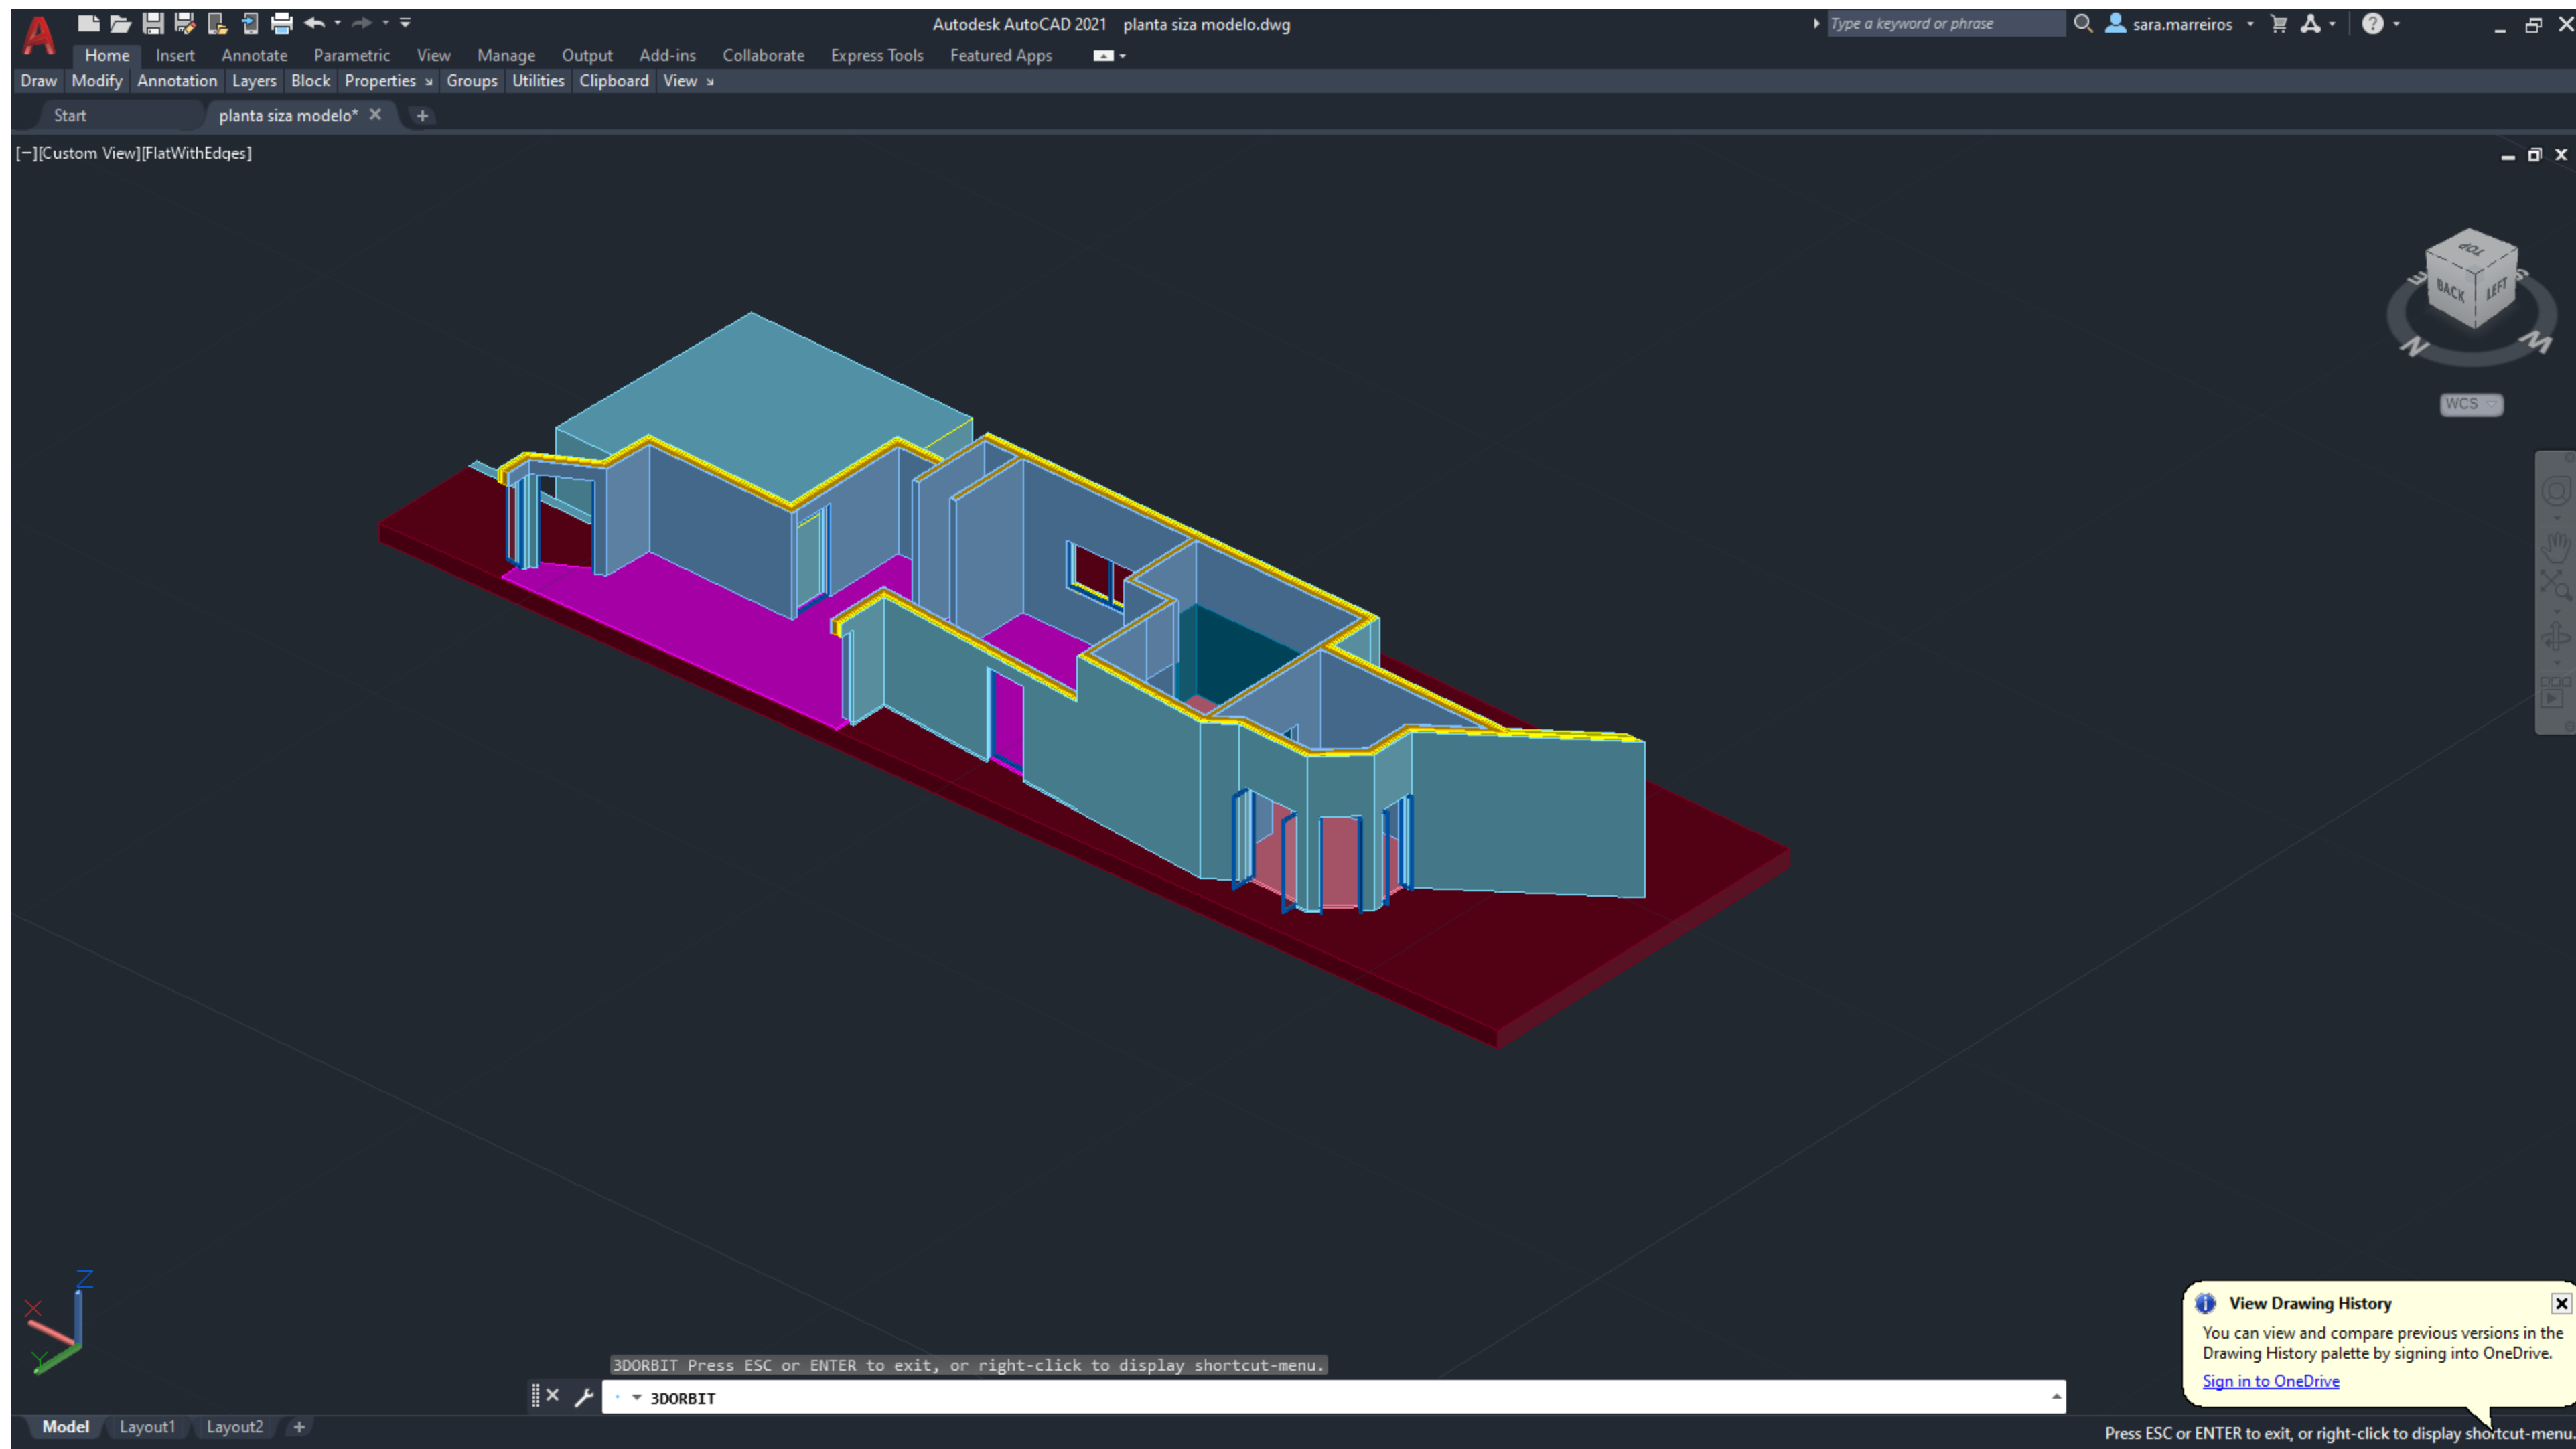 A
Autodesk AutoCAD 2021 planta siza modelo.dwg
Type a keyword or phrase
sara.marreiros
Home Insert Annotate Parametric View Manage Output Add-ins Collaborate Express Tools Featured Apps
Draw Modify Annotation Layers Block Properties Groups Utilities Clipboard View
Start planta siza modelo* +
[−][Custom View][FlatWithEdges]
TOP
BACK LEFT
N W
WCS
Z
X
Y
View Drawing History
You can view and compare previous versions in the
Drawing History palette by signing into OneDrive.
Sign in to OneDrive
3DORBIT Press ESC or ENTER to exit, or right-click to display shortcut-menu.
3DORBIT
Model Layout1 Layout2 +
Press ESC or ENTER to exit, or right-click to display shortcut-menu.